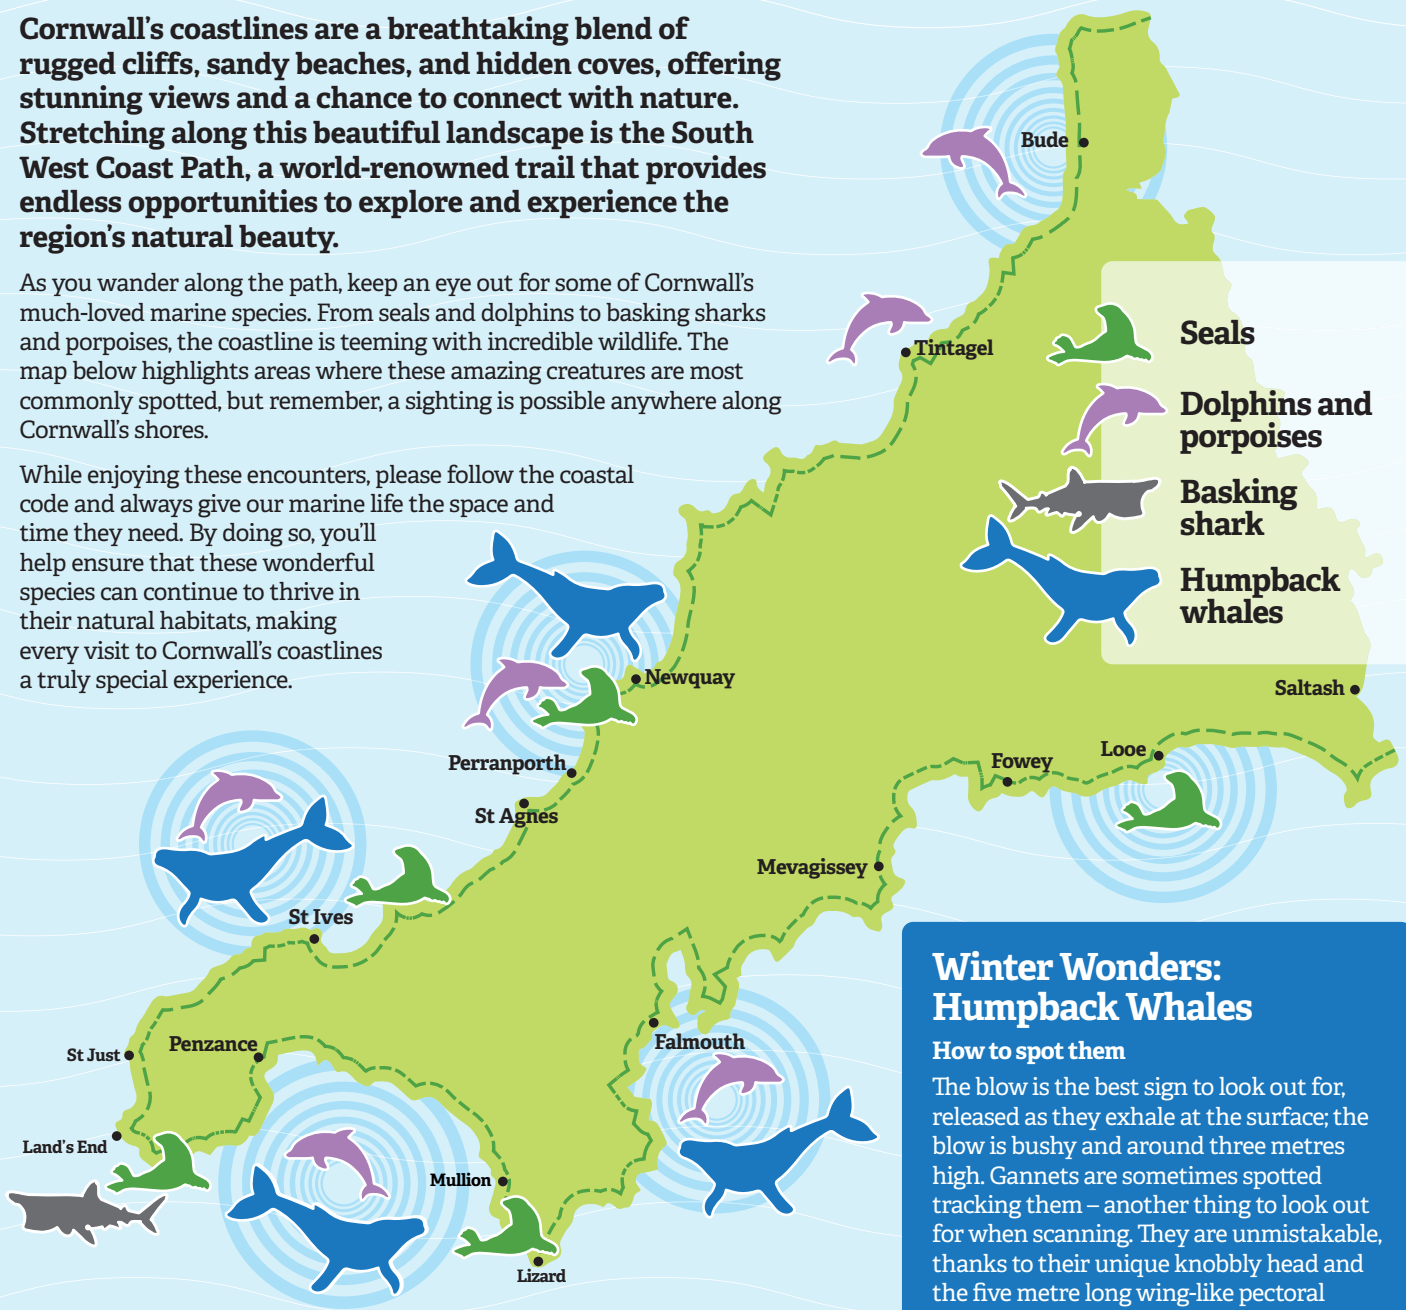 Cornwall's coastlines are a breathtaking blend of
rugged cliffs, sandy beaches, and hidden coves, offering
stunning views and a chance to connect with nature.
Stretching along this beautiful landscape is the South
West Coast Path, a world-renowned trail that provides
endless opportunities to explore and experience the
region's natural beauty.
As you wander along the path, keep an eye out for some of Cornwall's
much-loved marine species. From seals and dolphins to basking sharks
and porpoises, the coastline is teeming with incredible wildlife. The
map below highlights areas where these amazing creatures are most
commonly spotted, but remember, a sighting is possible anywhere along
Cornwall's shores.
While enjoying these encounters, please follow the coastal
code and always give our marine life the space and
time they need. By doing so, you'll
help ensure that these wonderful
species can continue to thrive in
their natural habitats, making
every visit to Cornwall's coastlines
a truly special experience.
Bude
Tintagel
Seals
Dolphins and
porpoises
Basking
shark
Humpback
whales
Newquay
Saltash
Perranporth
Looe
Fowey
St Agnes
Mevagissey
St Ives
Falmouth
Penzance
St Just
Land's End
Mullion
Lizard
Winter Wonders:
Humpback Whales
How to spot them
The blow is the best sign to look out for,
released as they exhale at the surface; the
blow is bushy and around three metres
high. Gannets are sometimes spotted
tracking them – another thing to look out
for when scanning. They are unmistakable,
thanks to their unique knobbly head and
the five metre long wing-like pectoral